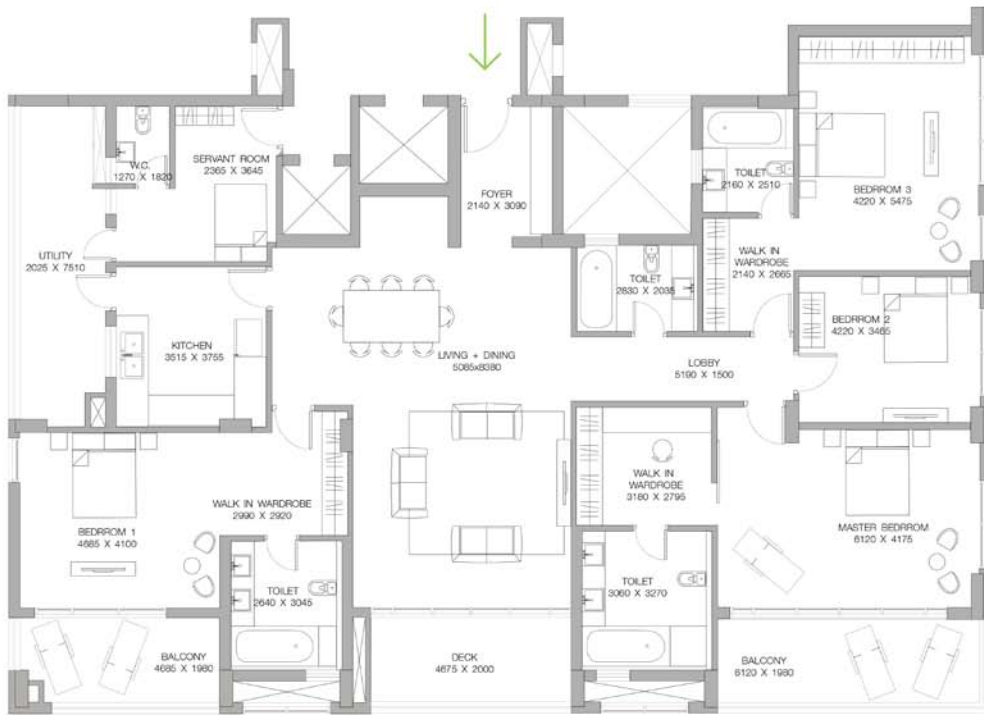 W.C.
1270 X 1820
SERVANT ROOM
2365 X 3645
FOYER
2140 X 3090
TOILET
2160 X 2510
BEDRROM 3
4220 X 5475
UTILITY
2025 X 7510
WALK IN
WARDROBE
2140 X 2665
TOILET
2830 X 2035
BEDRROM 2
4220 X 3465
KITCHEN
3515 X 3755
LIVING + DINING
5085x8380
LOBBY
5190 X 1500
WALK IN
WARDROBE
3180 X 2795
WALK IN WARDROBE
2990 X 2920
BEDRROM 1
4685 X 4100
MASTER BEDRROM
6120 X 4175
TOILET
2640 X 3045
TOILET
3060 X 3270
BALCONY
4685 X 1980
DECK
4675 X 2000
BALCONY
6120 X 1980